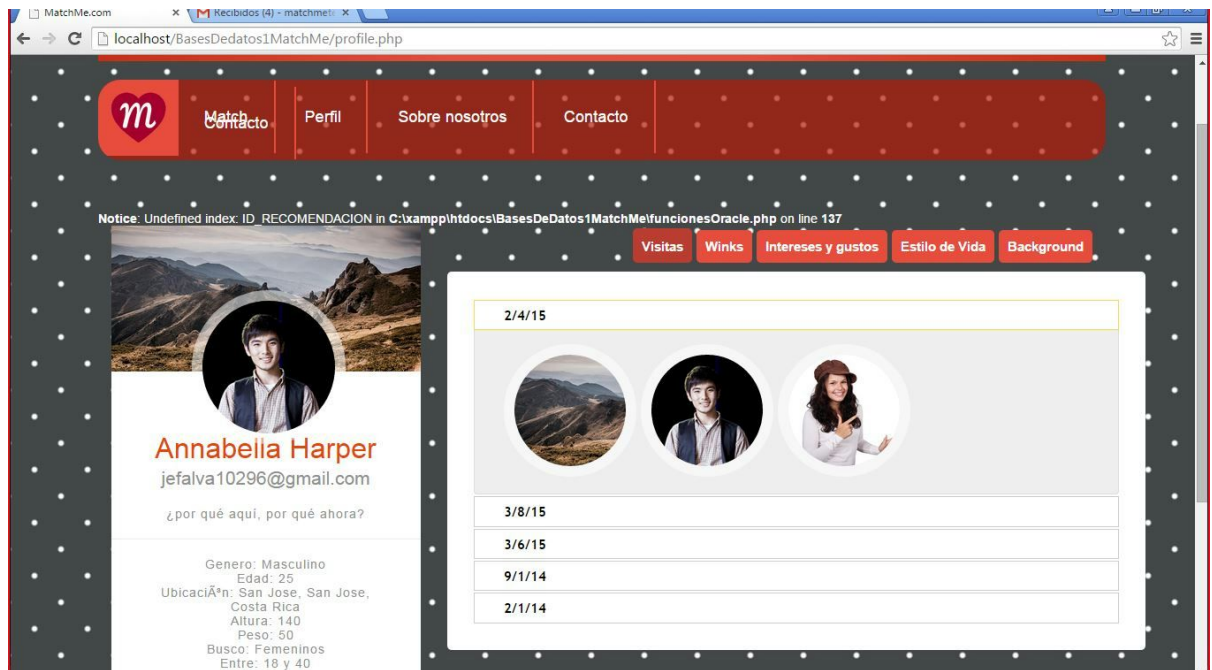 MatchMe.com
Recibidos (4) - matchmete
localhost/BasesDedatos1MatchMe/profile.php
m
Match
Contacto
Perfil
Sobre nosotros
Contacto
Notice: Undefined index: ID_RECOMENDACION in C:\xampp\htdocs\BasesDeDatos1MatchMe\funcionesOracle.php on line 137
Visitas
Winks
Intereses y gustos
Estilo de Vida
Background
2/4/15
Annabella Harper
jefalva10296@gmail.com
¿por qué aquí, por qué ahora?
3/8/15
3/6/15
9/1/14
2/1/14
Genero: Masculino
Edad: 25
UbicaciÃªn: San Jose, San Jose,
Costa Rica
Altura: 140
Peso: 50
Busco: Femeninos
Entre: 18 y 40